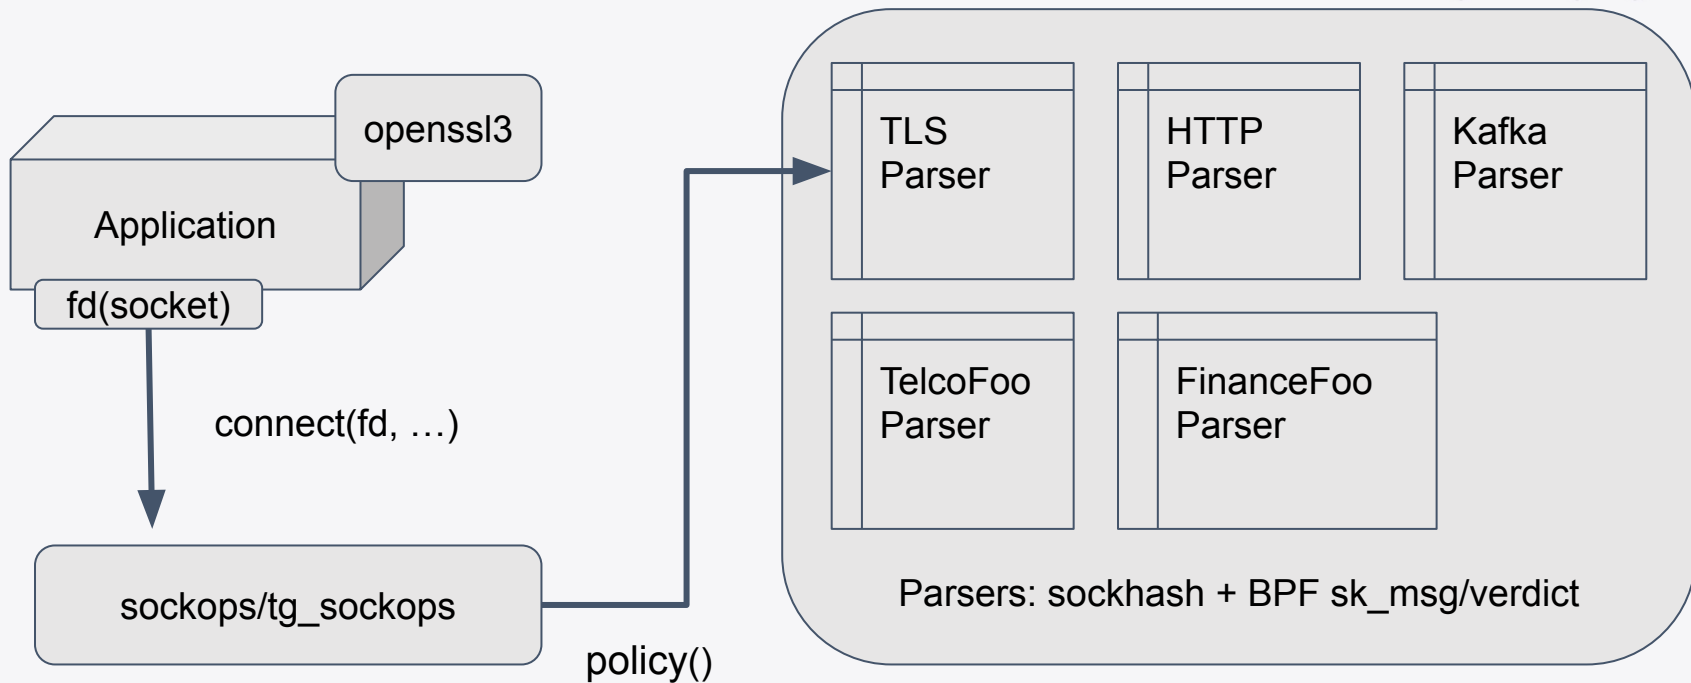 openssl3
Application
fd(socket)
connect(fd, …)
sockops/tg_sockops
policy()
TLS
Parser
HTTP
Parser
Kafka
Parser
TelcoFoo
Parser
FinanceFoo
Parser
Parsers: sockhash + BPF sk_msg/verdict